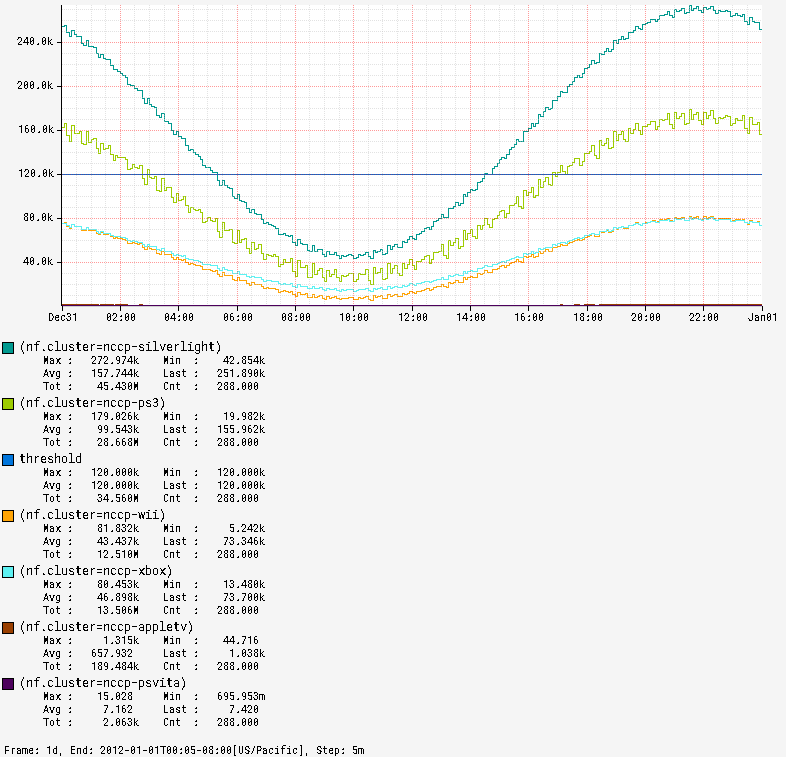 240.0k
200.0k
160.0k
120.0k
80.0k
40.0k
Dec31 02:00 04:00 06:00 08:00 10:00 12:00 14:00 16:00 18:00 20:00 22:00 Jan01
(nf.cluster=nccp-silverlight)
Max : 272.974k Min : 42.854k
Avg : 157.744k Last : 251.890k
Tot : 45.430M Cnt : 288.000
(nf.cluster=nccp-ps3)
Max : 179.026k Min : 19.982k
Avg : 99.543k Last : 155.962k
Tot : 28.668M Cnt : 288.000
threshold
Max : 120.000k Min : 120.000k
Avg : 120.000k Last : 120.000k
Tot : 34.560M Cnt : 288.000
(nf.cluster=nccp-wii)
Max : 81.832k Min : 5.242k
Avg : 43.437k Last : 73.346k
Tot : 12.510M Cnt : 288.000
(nf.cluster=nccp-xbox)
Max : 80.453k Min : 13.480k
Avg : 46.898k Last : 73.700k
Tot : 13.506M Cnt : 288.000
(nf.cluster=nccp-appletv)
Max : 1.315k Min : 44.716
Avg : 657.932 Last : 1.038k
Tot : 189.484k Cnt : 288.000
(nf.cluster=nccp-psvita)
Max : 15.028 Min : 695.953m
Avg : 7.162 Last : 7.420
Tot : 2.063k Cnt : 288.000
Frame: 1d, End: 2012-01-01T00:05-08:00[US/Pacific], Step: 5m